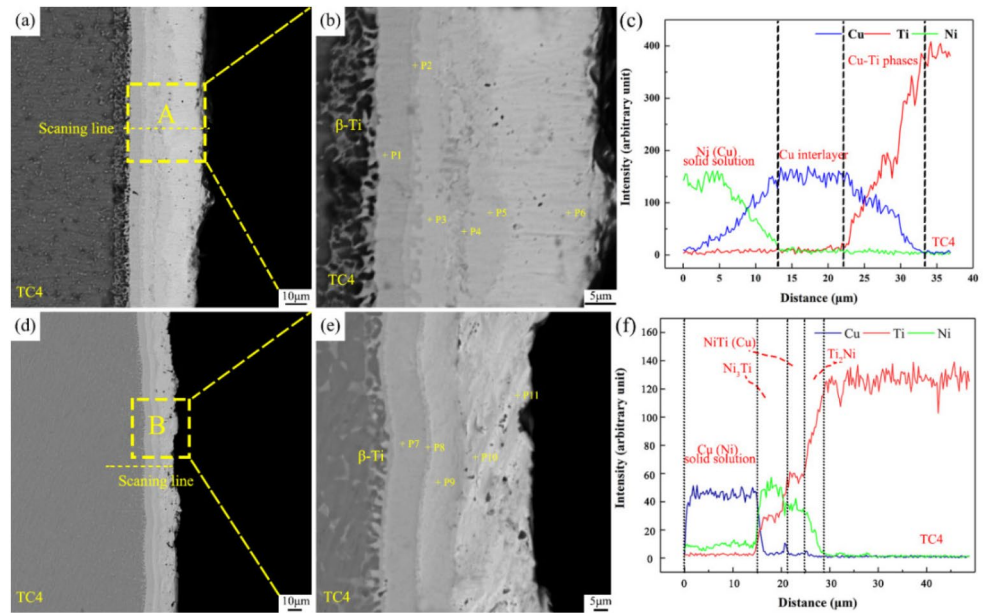 (a)
A
Scaning line
TC4
10μm
(b)
P2
β-Ti
P1
P3
P5
P6
P4
TC4
5μm
(c)
Cu Ti Ni
Cu-Ti phases
Ni (Cu)
solid solution
Cu interlayer
TC4
Intensity (arbitrary unit)
400
300
200
100
0
0 5 10 15 20 25 30 35 40
Distance (μm)
(d)
B
Scaning line
TC4
10μm
(e)
P11
β-Ti
P7
P8
P10
P9
TC4
5μm
(f)
Cu Ti Ni
NiTi (Cu)
Ti2Ni
Ni3Ti
Cu (Ni)
solid solution
TC4
Intensity (arbitrary unit)
160
140
120
100
80
60
40
20
0
0 10 20 30 40
Distance (μm)